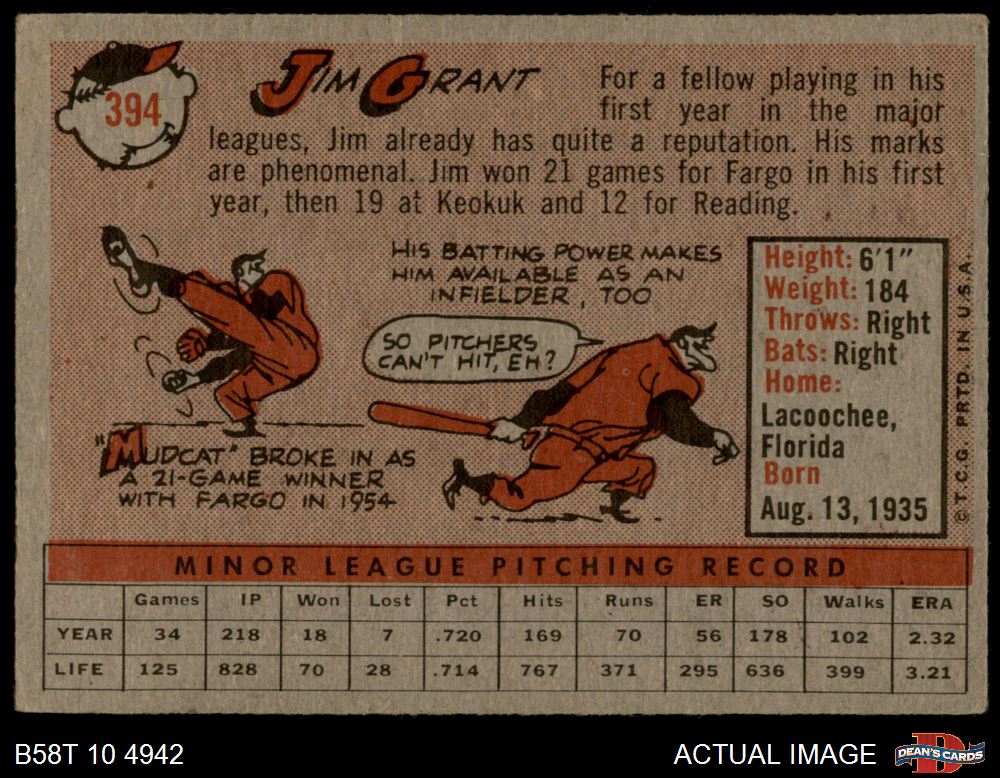 394
JIM GRANT
For a fellow playing in his
first year in the major
leagues, Jim already has quite a reputation. His marks
are phenomenal. Jim won 21 games for Fargo in his first
year, then 19 at Keokuk and 12 for Reading.
HIS BATTING POWER MAKES
HIM AVAILABLE AS AN
INFIELDER, TOO
SO PITCHERS
CAN'T HIT, EH?
"MUDCAT" BROKE IN AS
A 21-GAME WINNER
WITH FARGO IN 1954
Height: 6'1"
Weight: 184
Throws: Right
Bats: Right
Home:
Lacoochee,
Florida
Born
Aug. 13, 1935
© T.C.G. PRTD. IN U.S.A.
MINOR LEAGUE PITCHING RECORD
Games IP Won Lost Pct Hits Runs ER SO Walks ERA
YEAR 34 218 18 7 .720 169 70 56 178 102 2.32
LIFE 125 828 70 28 .714 767 371 295 636 399 3.21
B58T 10 4942
ACTUAL IMAGE
DEAN'S CARDS